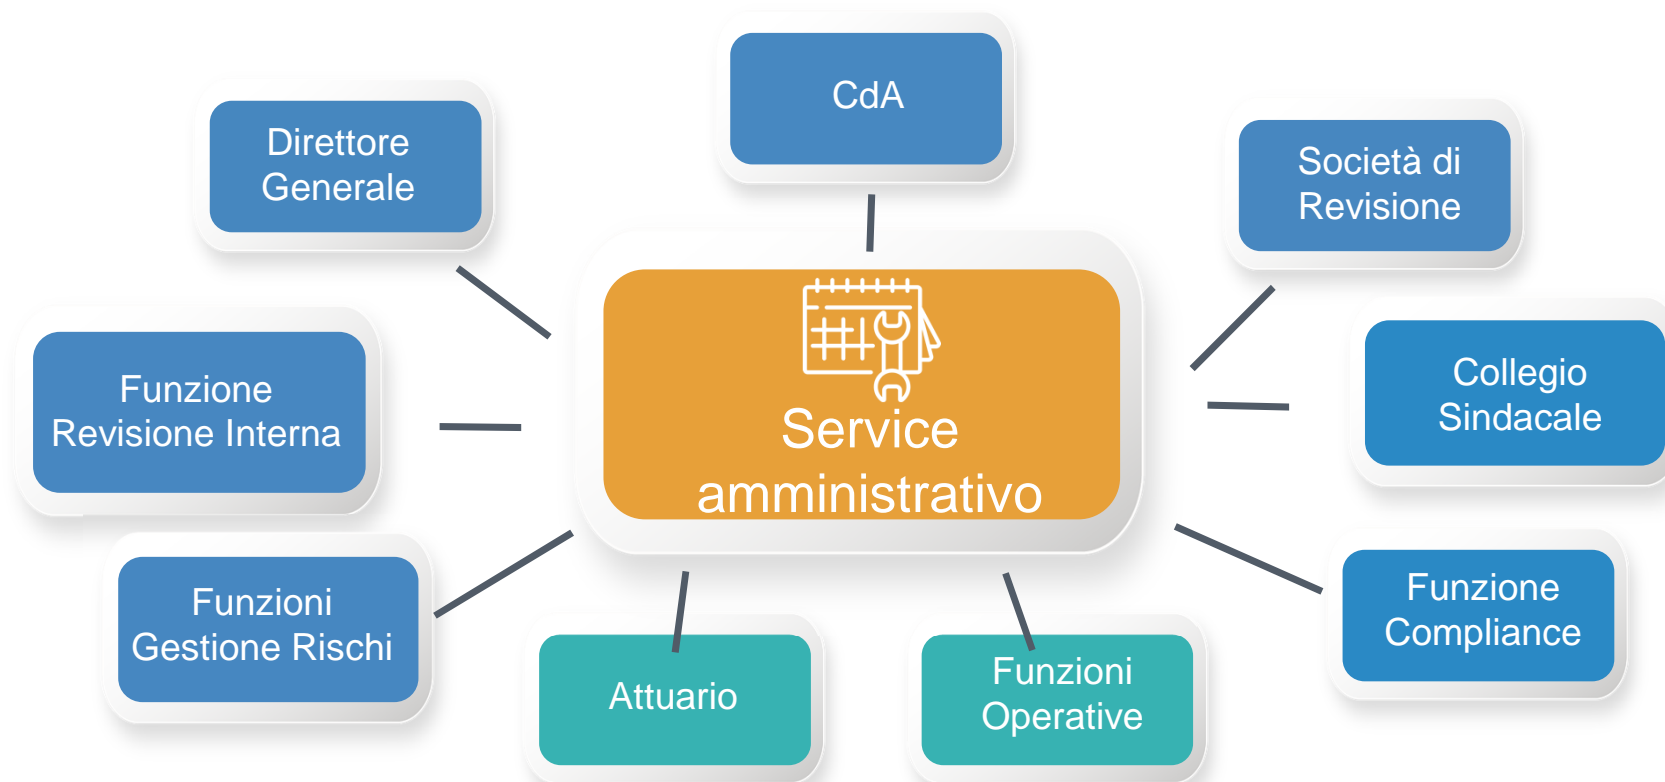 CdA
Direttore
Generale
Società di
Revisione
Funzione
Revisione Interna
Service
amministrativo
Collegio
Sindacale
Funzioni
Gestione Rischi
Funzione
Compliance
Attuario
Funzioni
Operative